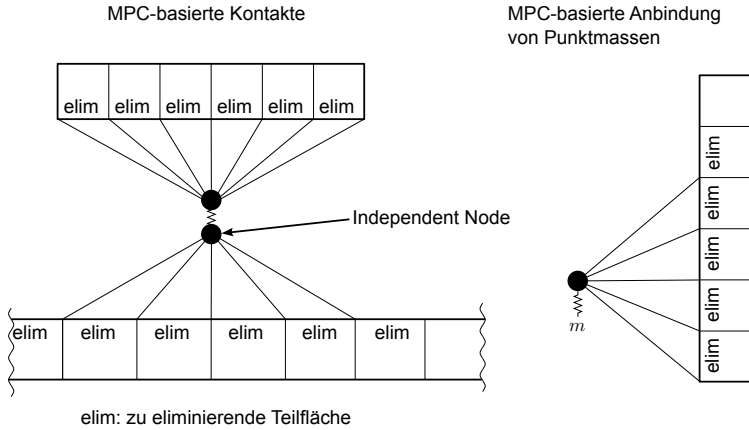 MPC-basierte Kontakte
MPC-basierte Anbindung
von Punktmassen
elim elim elim elim elim elim
Independent Node
elim elim elim elim elim elim
elim: zu eliminierende Teilfläche
elim
elim
elim
elim
elim
m